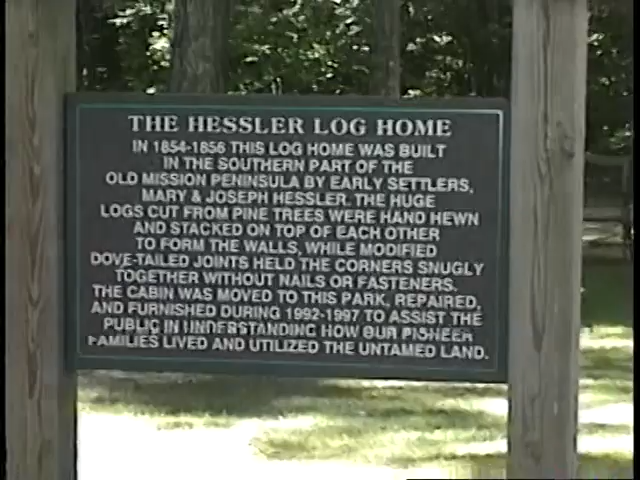 THE HESSLER LOG HOME
IN 1854-1856 THIS LOG HOME WAS BUILT
IN THE SOUTHERN PART OF THE
OLD MISSION PENINSULA BY EARLY SETTLERS,
MARY & JOSEPH HESSLER. THE HUGE
LOGS CUT FROM PINE TREES WERE HAND HEWN
AND STACKED ON TOP OF EACH OTHER
TO FORM THE WALLS, WHILE MODIFIED
DOVE-TAILED JOINTS HELD THE CORNERS SNUGLY
TOGETHER WITHOUT NAILS OR FASTENERS.
THE CABIN WAS MOVED TO THIS PARK, REPAIRED,
AND FURNISHED DURING 1992-1997 TO ASSIST THE
PUBLIC IN UNDERSTANDING HOW OUR PIONEER
FAMILIES LIVED AND UTILIZED THE UNTAMED LAND.